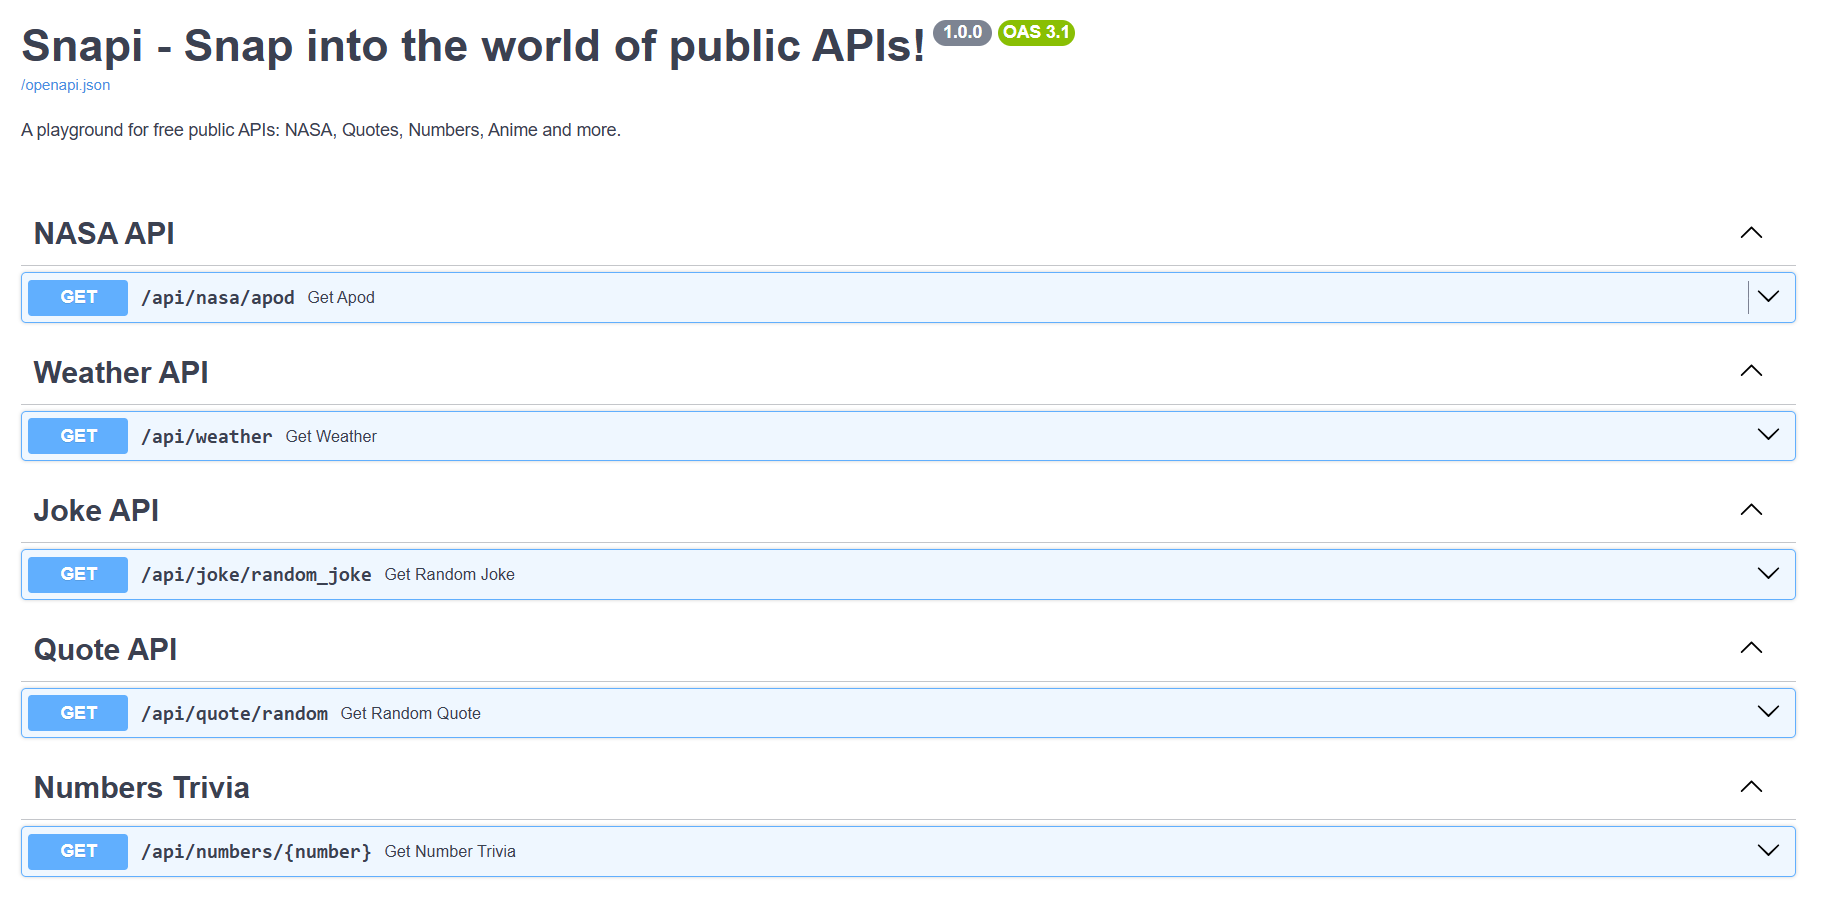 Snapi - Snap into the world of public APIs! 1.0.0 OAS 3.1
/openapi.json
A playground for free public APIs: NASA, Quotes, Numbers, Anime and more.
NASA API
GET /api/nasa/apod Get Apod
Weather API
GET /api/weather Get Weather
Joke API
GET /api/joke/random_joke Get Random Joke
Quote API
GET /api/quote/random Get Random Quote
Numbers Trivia
GET /api/numbers/{number} Get Number Trivia